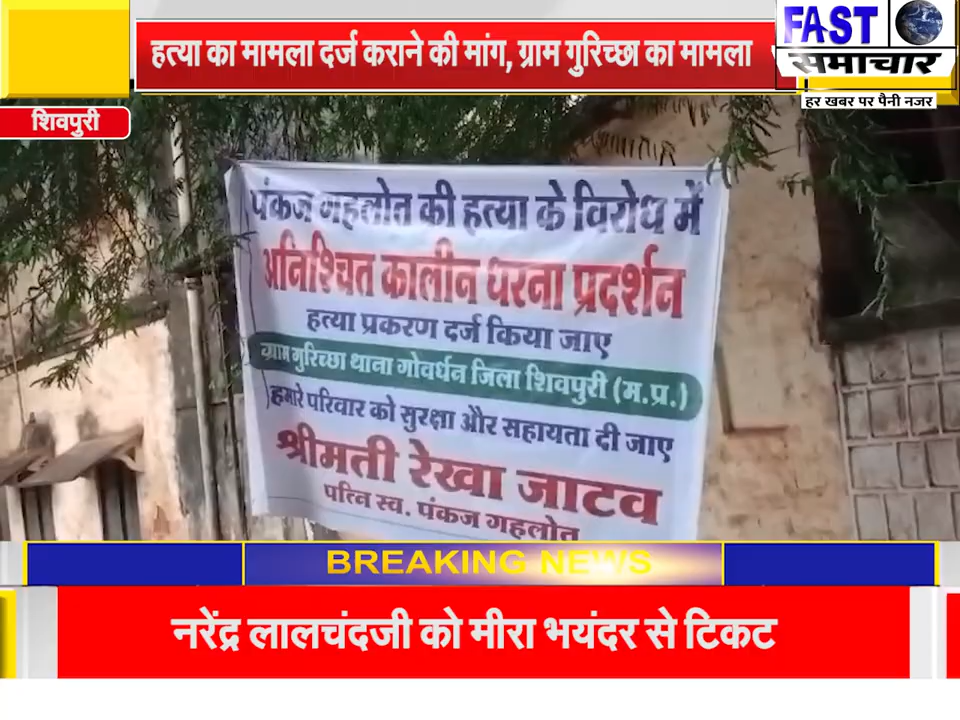 हत्या का मामला दर्ज कराने की मांग, ग्राम गुरिच्छा का मामला
FAST
समाचार
हर खबर पर पैनी नजर
शिवपुरी
पंकज गहलोत की हत्या के विरोध में
अनिश्चित कालीन धरना प्रदर्शन
हत्या प्रकरण दर्ज किया जाए
ग्राम गुरिच्छा थाना गोवर्धन जिला शिवपुरी (म.प्र.)
हमारे परिवार को सुरक्षा और सहायता दी जाए
श्रीमती रेखा जाटव
पत्नि स्व. पंकज गहलोत
BREAKING NEWS
नरेंद्र लालचंदजी को मीरा भयंदर से टिकट